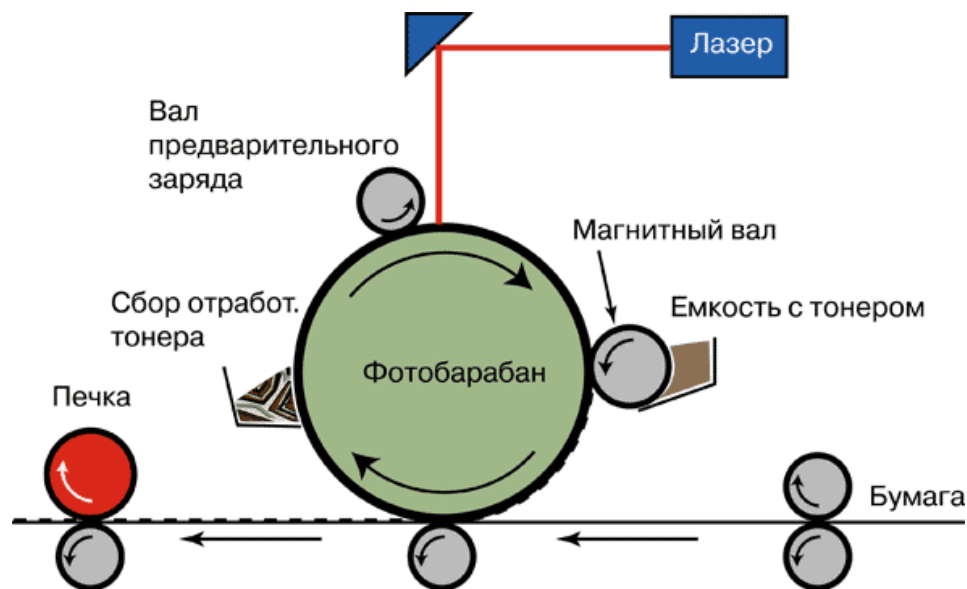 Лазер
Вал
предварительного
заряда
Магнитный вал
Сбор отработ.
тонера
Емкость с тонером
Фотобарабан
Печка
Бумага